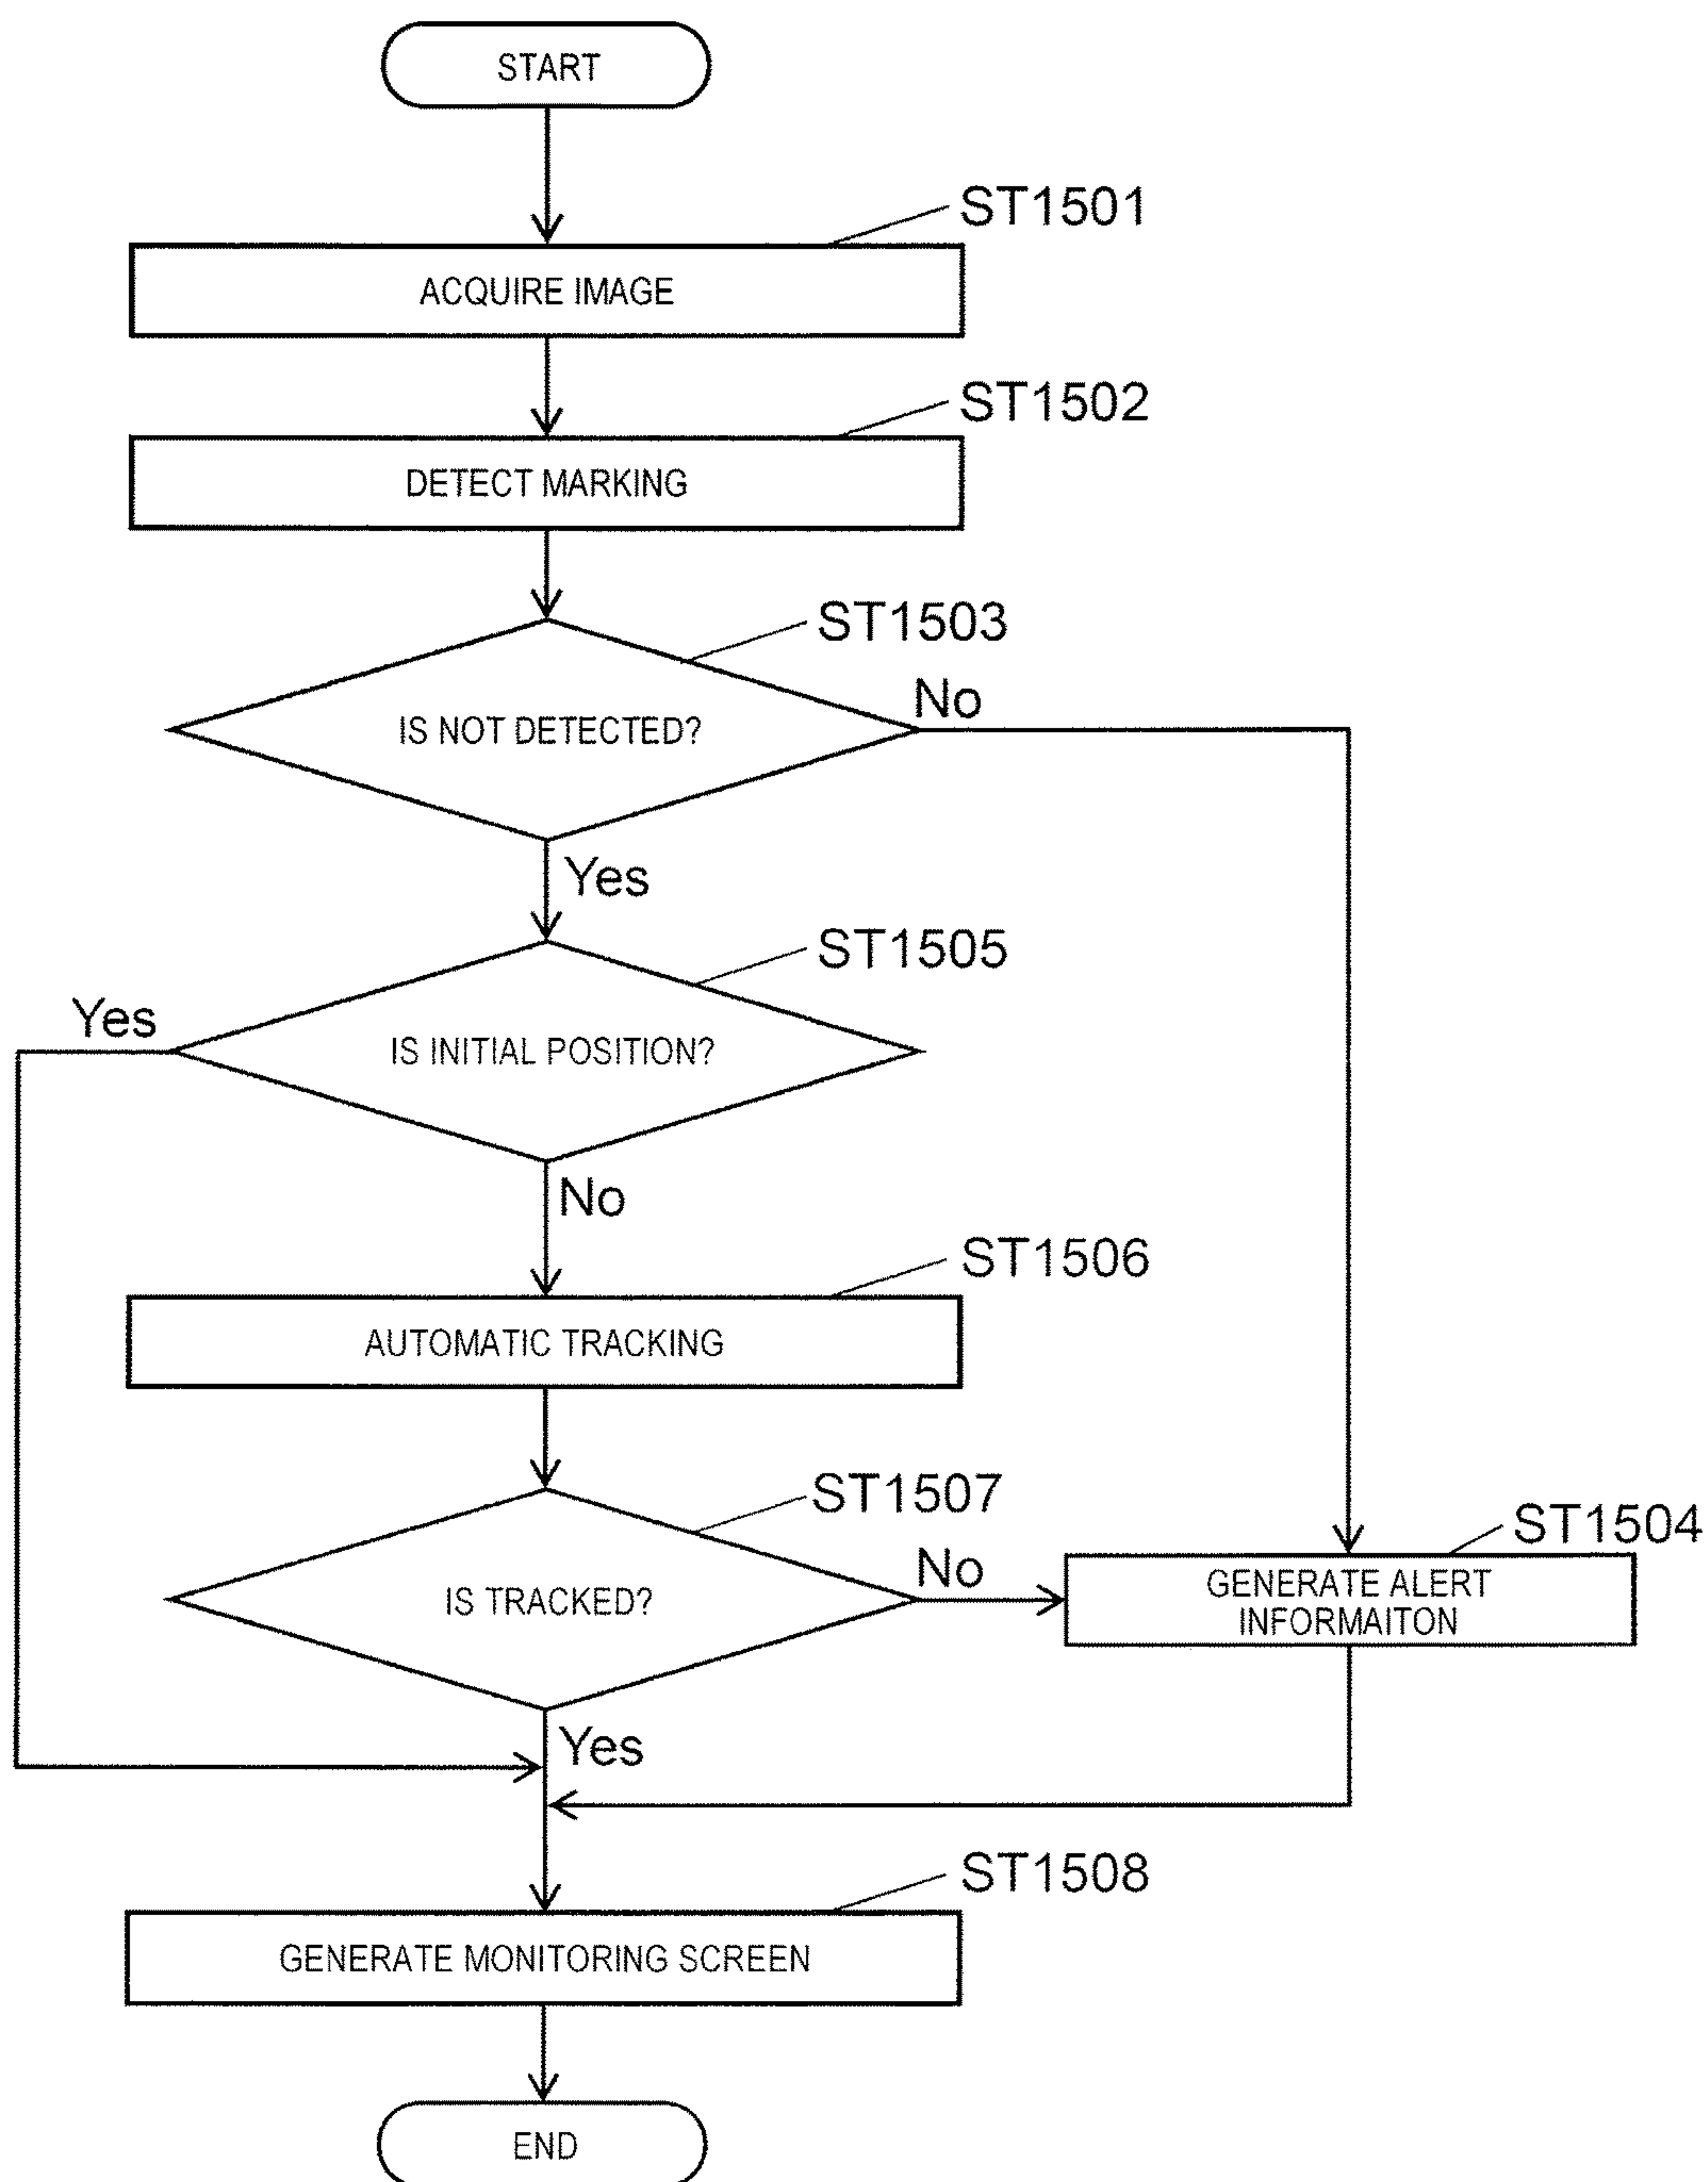 START
ST1501
ACQUIRE IMAGE
ST1502
DETECT MARKING
ST1503
IS NOT DETECTED?
No
Yes
ST1505
Yes
IS INITIAL POSITION?
No
ST1506
AUTOMATIC TRACKING
ST1507
IS TRACKED?
No
ST1504
GENERATE ALERT
INFORMAITON
Yes
ST1508
GENERATE MONITORING SCREEN
END